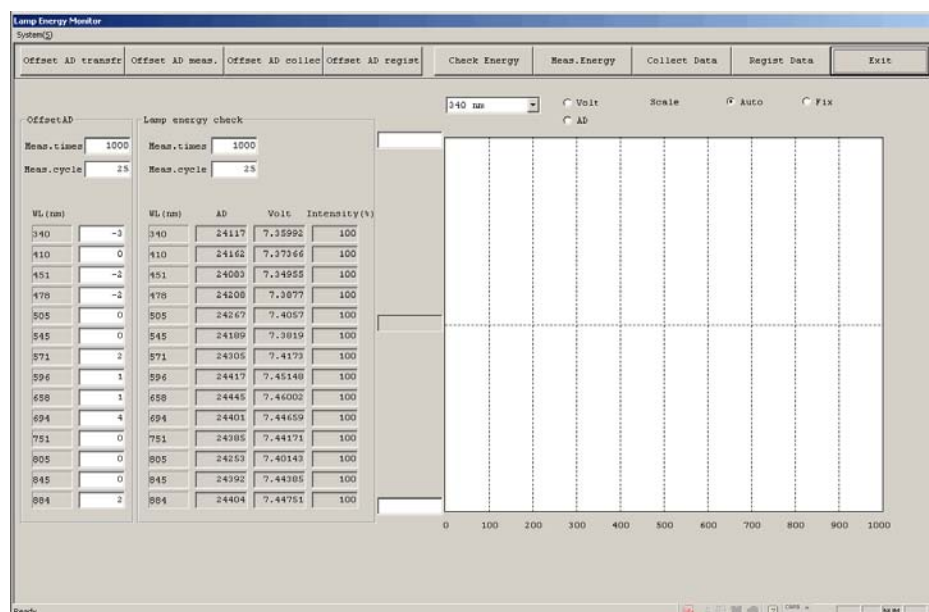 Lamp Energy Monitor
System(S)
Offset AD transfr Offset AD meas. Offset AD collec Offset AD regist Check Energy Meas.Energy Collect Data Regist Data Exit
340 nm Volt Scale Auto Fix
AD
OffsetAD Lamp energy check
Meas.times 1000 Meas.times 1000
Meas.cycle 25 Meas.cycle 25
WL(nm) WL(nm) AD Volt Intensity(%)
340 -3 340 24117 7.35992 100
410 0 410 24162 7.37366 100
451 -2 451 24083 7.34955 100
478 -2 478 24208 7.3877 100
505 0 505 24267 7.4057 100
545 0 545 24189 7.3819 100
571 2 571 24305 7.4173 100
596 1 596 24417 7.45148 100
658 1 658 24445 7.46002 100
694 4 694 24401 7.44659 100
751 0 751 24385 7.44171 100
805 0 805 24253 7.40143 100
845 0 845 24392 7.44385 100
884 2 884 24404 7.44751 100
0 100 200 300 400 500 600 700 800 900 1000
Ready CAPS NUM